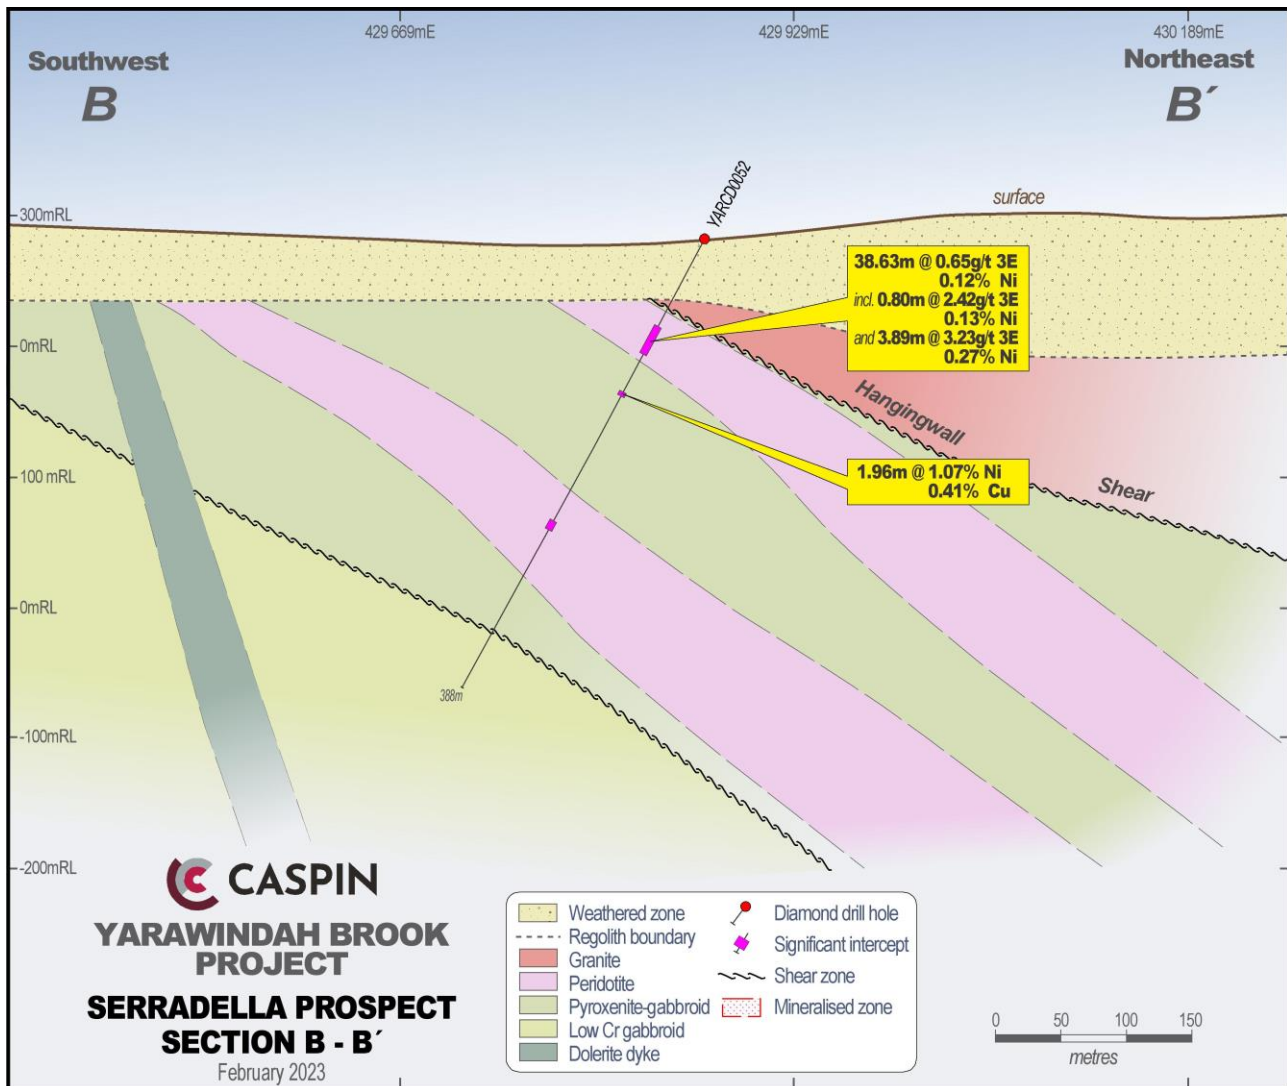 429 669mE
429 929mE
430 189mE
Southwest
B
Northeast
B´
YARCD0052
surface
300mRL
38.63m @ 0.65g/t 3E
0.12% Ni
incl. 0.80m @ 2.42g/t 3E
0.13% Ni
and 3.89m @ 3.23g/t 3E
0.27% Ni
0mRL
Hangingwall
Shear
1.96m @ 1.07% Ni
0.41% Cu
100 mRL
0mRL
388m
-100mRL
-200mRL
CASPIN
YARAWINDAH BROOK
PROJECT
SERRADELLA PROSPECT
SECTION B - B´
February 2023
Weathered zone
Regolith boundary
Granite
Peridotite
Pyroxenite-gabbroid
Low Cr gabbroid
Dolerite dyke
Diamond drill hole
Significant intercept
Shear zone
Mineralised zone
0 50 100 150
metres